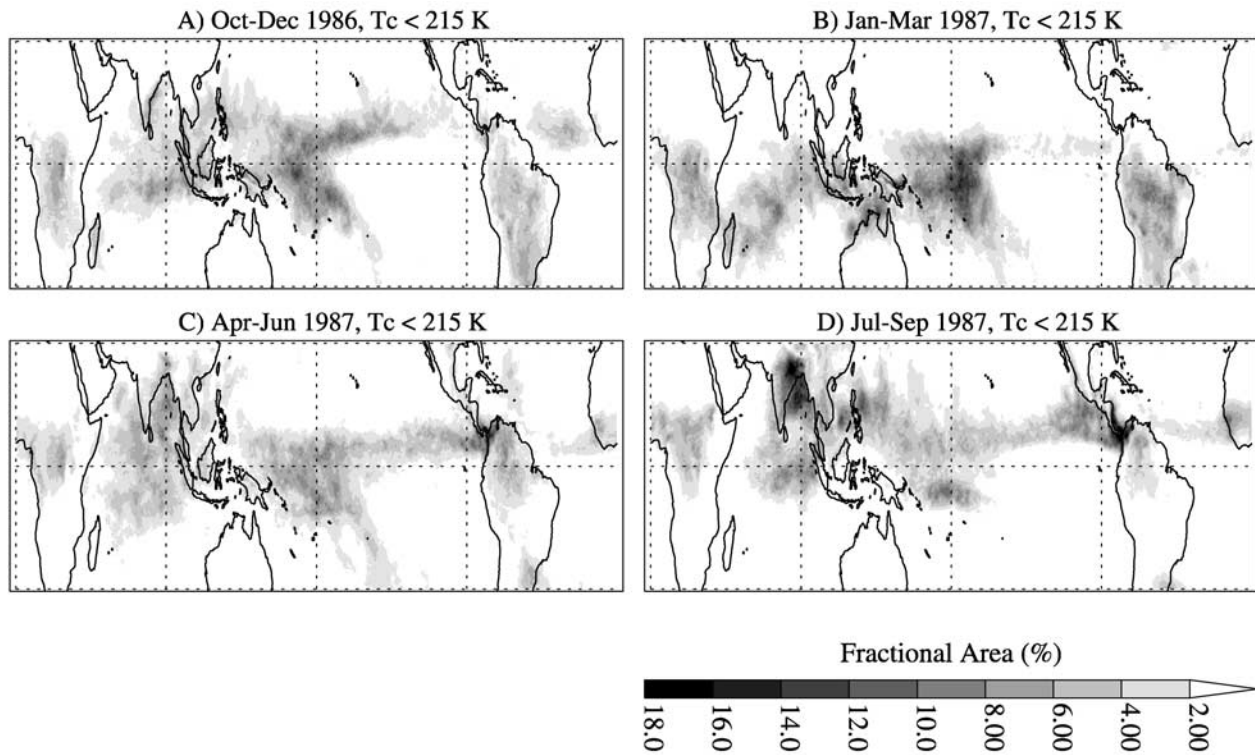 A) Oct-Dec 1986, Tc < 215 K
B) Jan-Mar 1987, Tc < 215 K
C) Apr-Jun 1987, Tc < 215 K
D) Jul-Sep 1987, Tc < 215 K
Fractional Area (%)
18.0 16.0 14.0 12.0 10.0 8.00 6.00 4.00 2.00